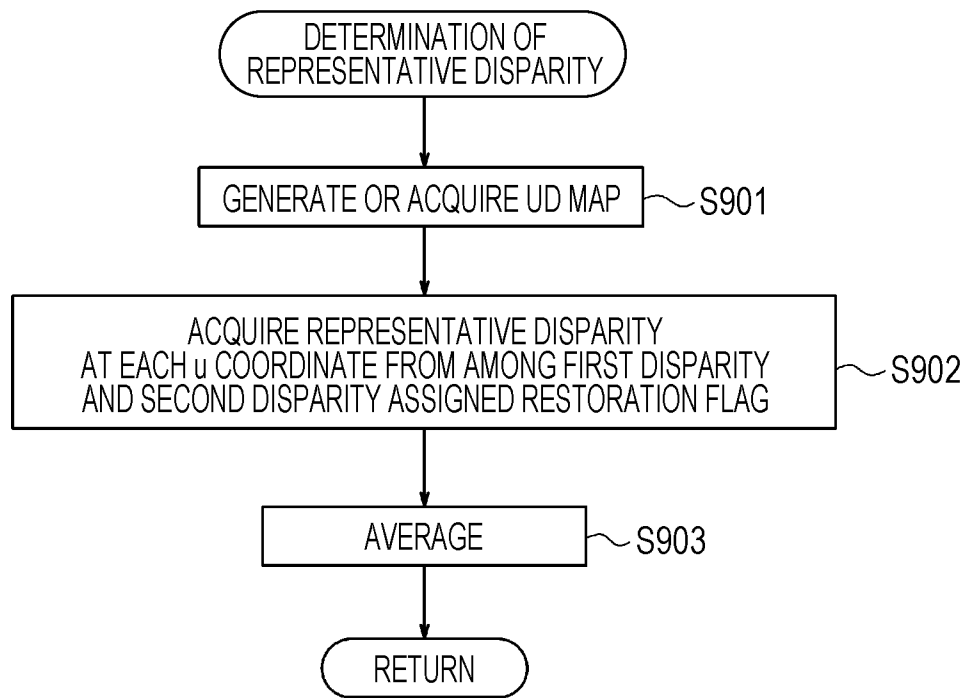 DETERMINATION OF
REPRESENTATIVE DISPARITY
GENERATE OR ACQUIRE UD MAP
S901
ACQUIRE REPRESENTATIVE DISPARITY
AT EACH u COORDINATE FROM AMONG FIRST DISPARITY
AND SECOND DISPARITY ASSIGNED RESTORATION FLAG
S902
AVERAGE
S903
RETURN